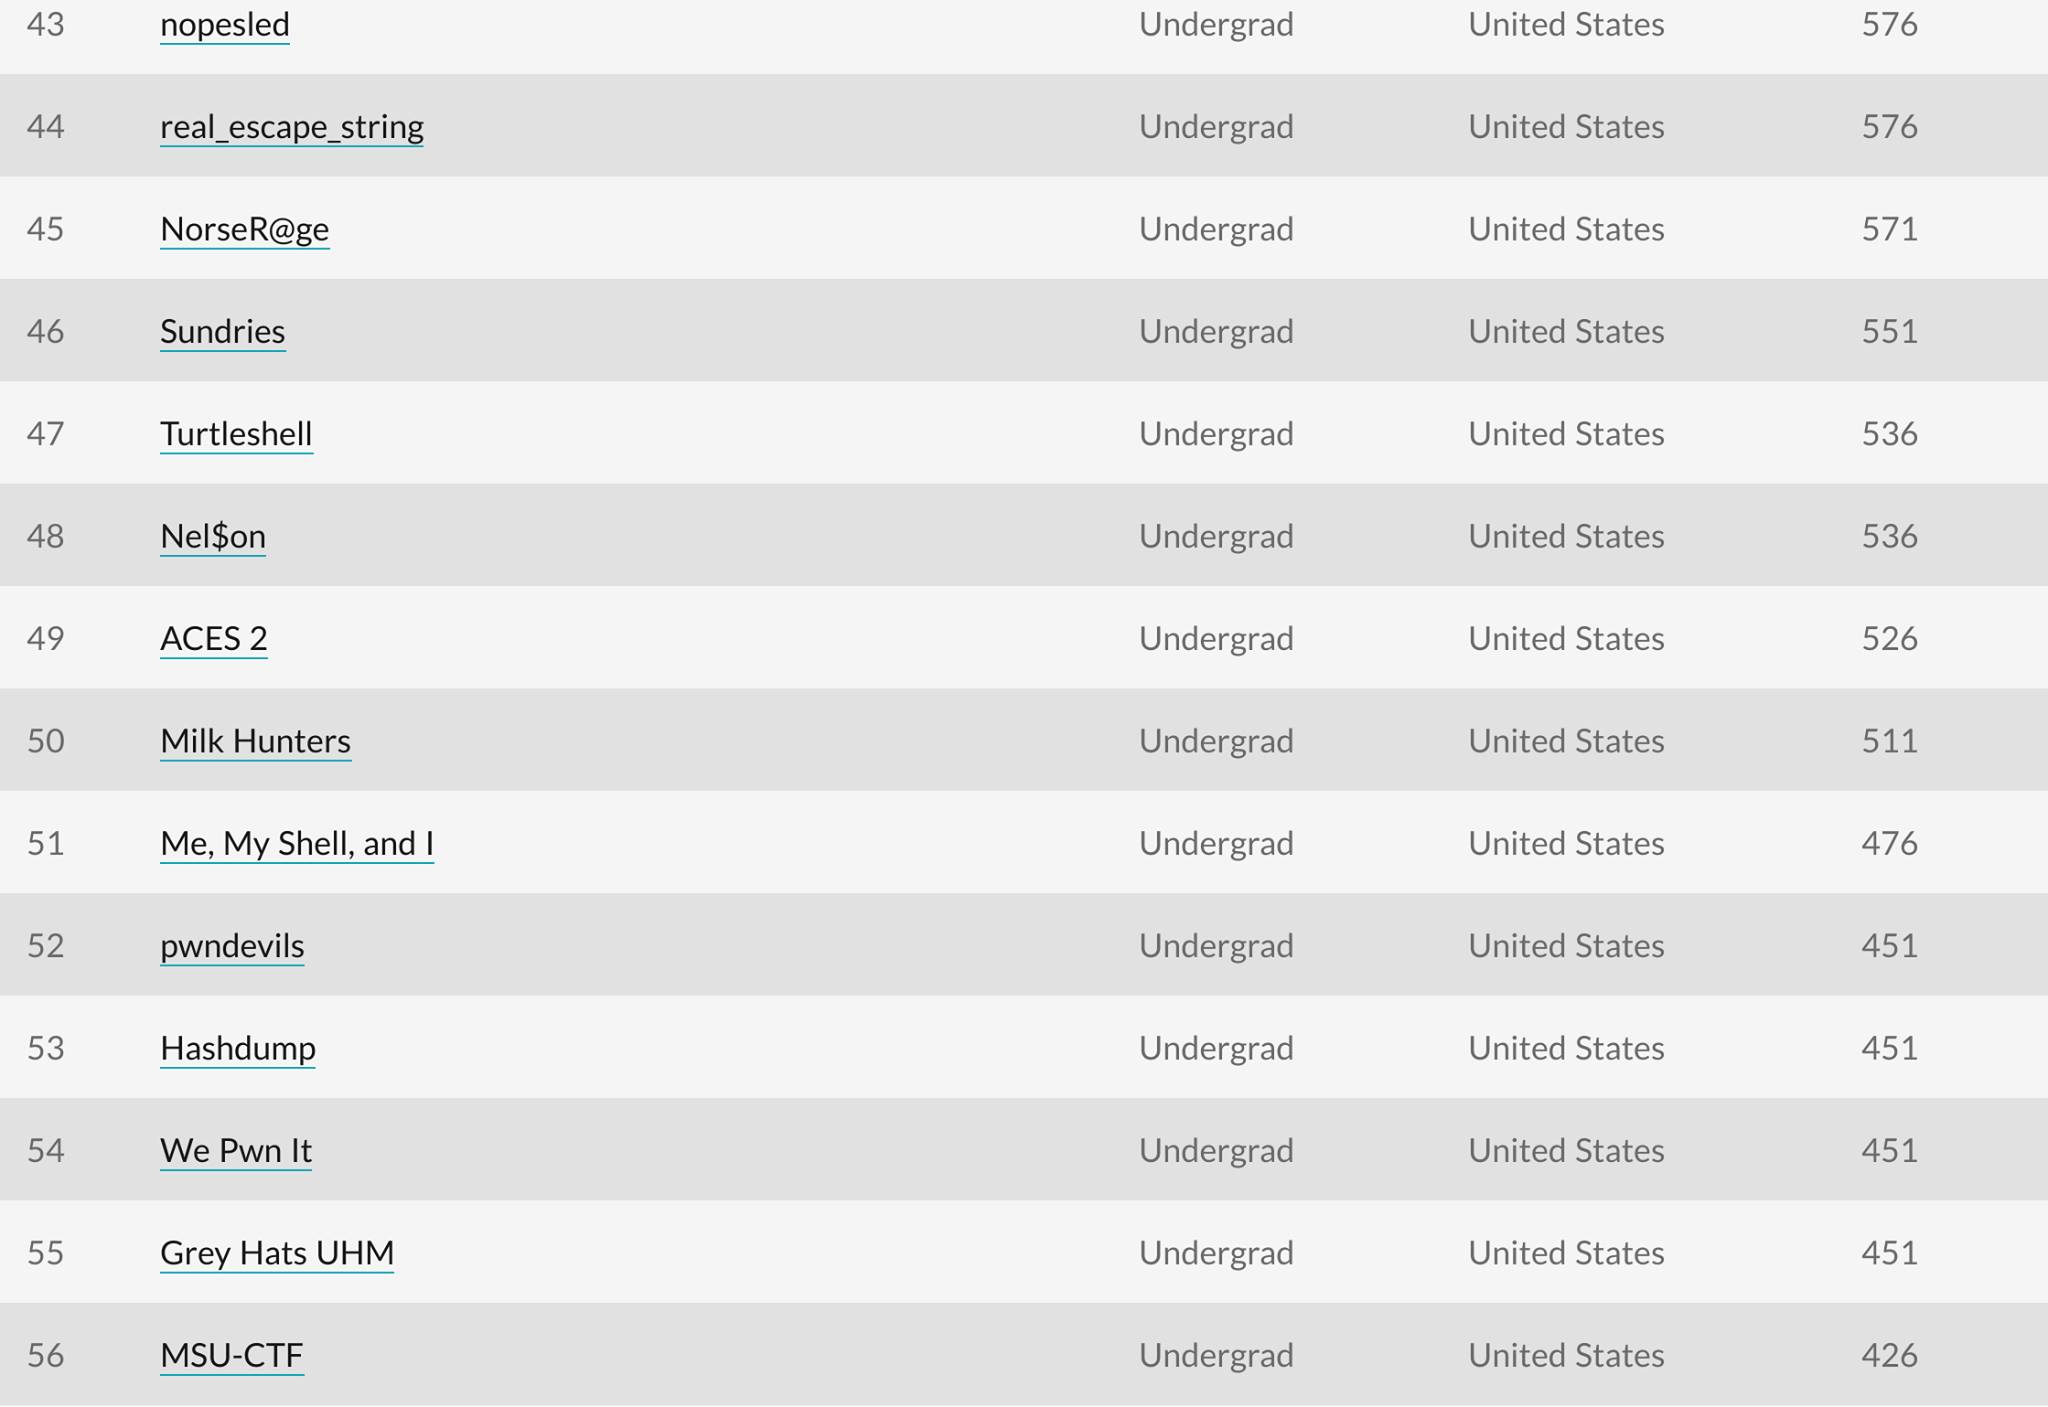 43 nopesled Undergrad United States 576
44 real_escape_string Undergrad United States 576
45 NorseR@ge Undergrad United States 571
46 Sundries Undergrad United States 551
47 Turtleshell Undergrad United States 536
48 Nel$on Undergrad United States 536
49 ACES 2 Undergrad United States 526
50 Milk Hunters Undergrad United States 511
51 Me, My Shell, and I Undergrad United States 476
52 pwndevils Undergrad United States 451
53 Hashdump Undergrad United States 451
54 We Pwn It Undergrad United States 451
55 Grey Hats UHM Undergrad United States 451
56 MSU-CTF Undergrad United States 426